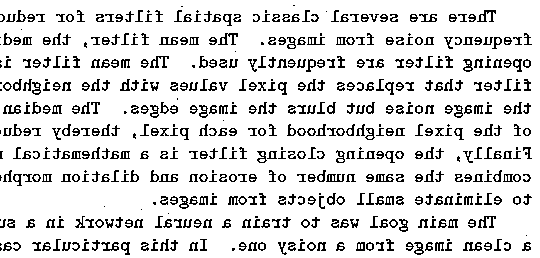 There are several classic spatial filters for redu
frequency noise from images. The mean filter, the medi
opening filter are frequently used. The mean filter is
filter that replaces the pixel values with the neighbor
the image noise but blurs the image edges. The median
of the pixel neighborhood for each pixel, thereby redu
Finally, the opening closing filter is a mathematical
combines the same number of erosion and dilation morph
to eliminate small objects from images.
The main goal was to train a neural network in a su
a clean image from a noisy one. In this particular cas